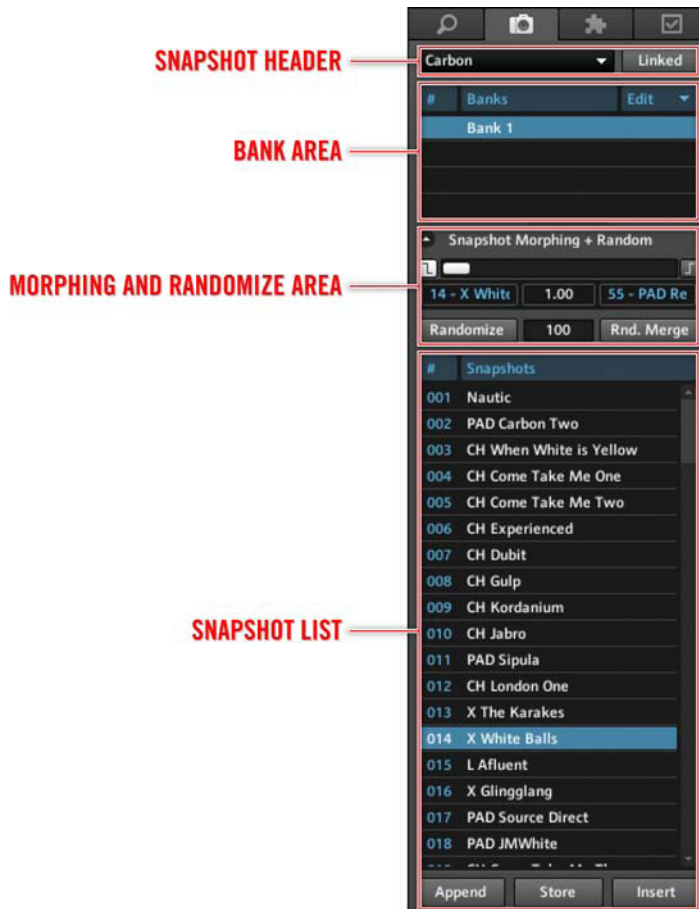 SNAPSHOT HEADER
Carbon
Linked
BANK AREA
# Banks Edit
Bank 1
MORPHING AND RANDOMIZE AREA
Snapshot Morphing + Random
14 - X White 1.00 55 - PAD Re
Randomize 100 Rnd. Merge
SNAPSHOT LIST
# Snapshots
001 Nautic
002 PAD Carbon Two
003 CH When White is Yellow
004 CH Come Take Me One
005 CH Come Take Me Two
006 CH Experienced
007 CH Dubit
008 CH Gulp
009 CH Kordanium
010 CH Jabro
011 PAD Sipula
012 CH London One
013 X The Karakes
014 X White Balls
015 L Afluent
016 X Glingglang
017 PAD Source Direct
018 PAD JMWhite
Append Store Insert